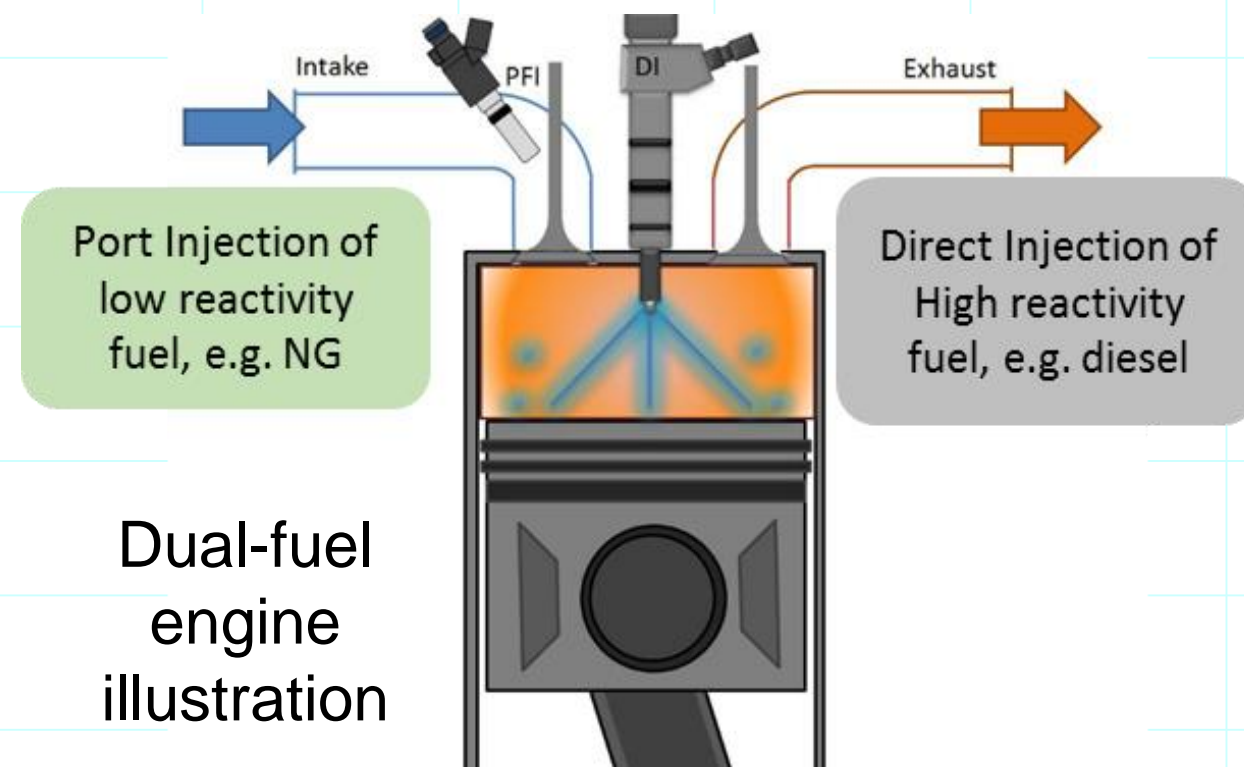 Intake
PFI
DI
Exhaust
Port Injection of
low reactivity
fuel, e.g. NG
Direct Injection of
High reactivity
fuel, e.g. diesel
Dual-fuel
engine
illustration